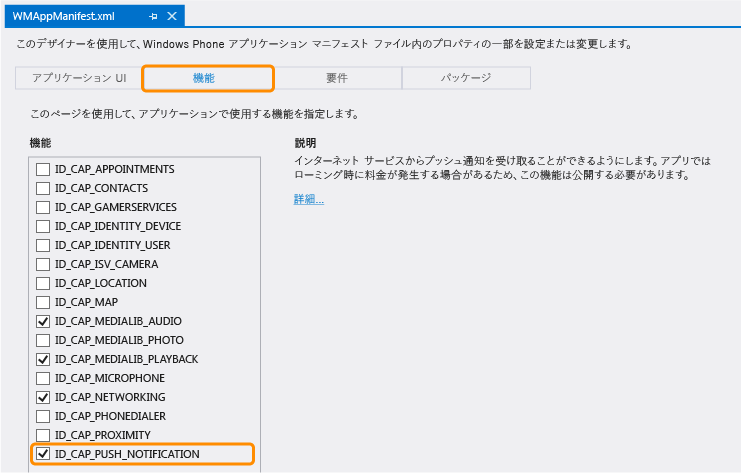 WMAppManifest.xml
このデザイナーを使用して、Windows Phone アプリケーション マニフェスト ファイル内のプロパティの一部を設定または変更します。
アプリケーション UI 機能 要件 パッケージ
このページを使用して、アプリケーションで使用する機能を指定します。
機能
ID_CAP_APPOINTMENTS
ID_CAP_CONTACTS
ID_CAP_GAMERSERVICES
ID_CAP_IDENTITY_DEVICE
ID_CAP_IDENTITY_USER
ID_CAP_ISV_CAMERA
ID_CAP_LOCATION
ID_CAP_MAP
ID_CAP_MEDIALIB_AUDIO
ID_CAP_MEDIALIB_PHOTO
ID_CAP_MEDIALIB_PLAYBACK
ID_CAP_MICROPHONE
ID_CAP_NETWORKING
ID_CAP_PHONEDIALER
ID_CAP_PROXIMITY
ID_CAP_PUSH_NOTIFICATION
説明
インターネット サービスからプッシュ通知を受け取ることができるようにします。アプリでは
ローミング時に料金が発生する場合があるため、この機能は公開する必要があります。
詳細...